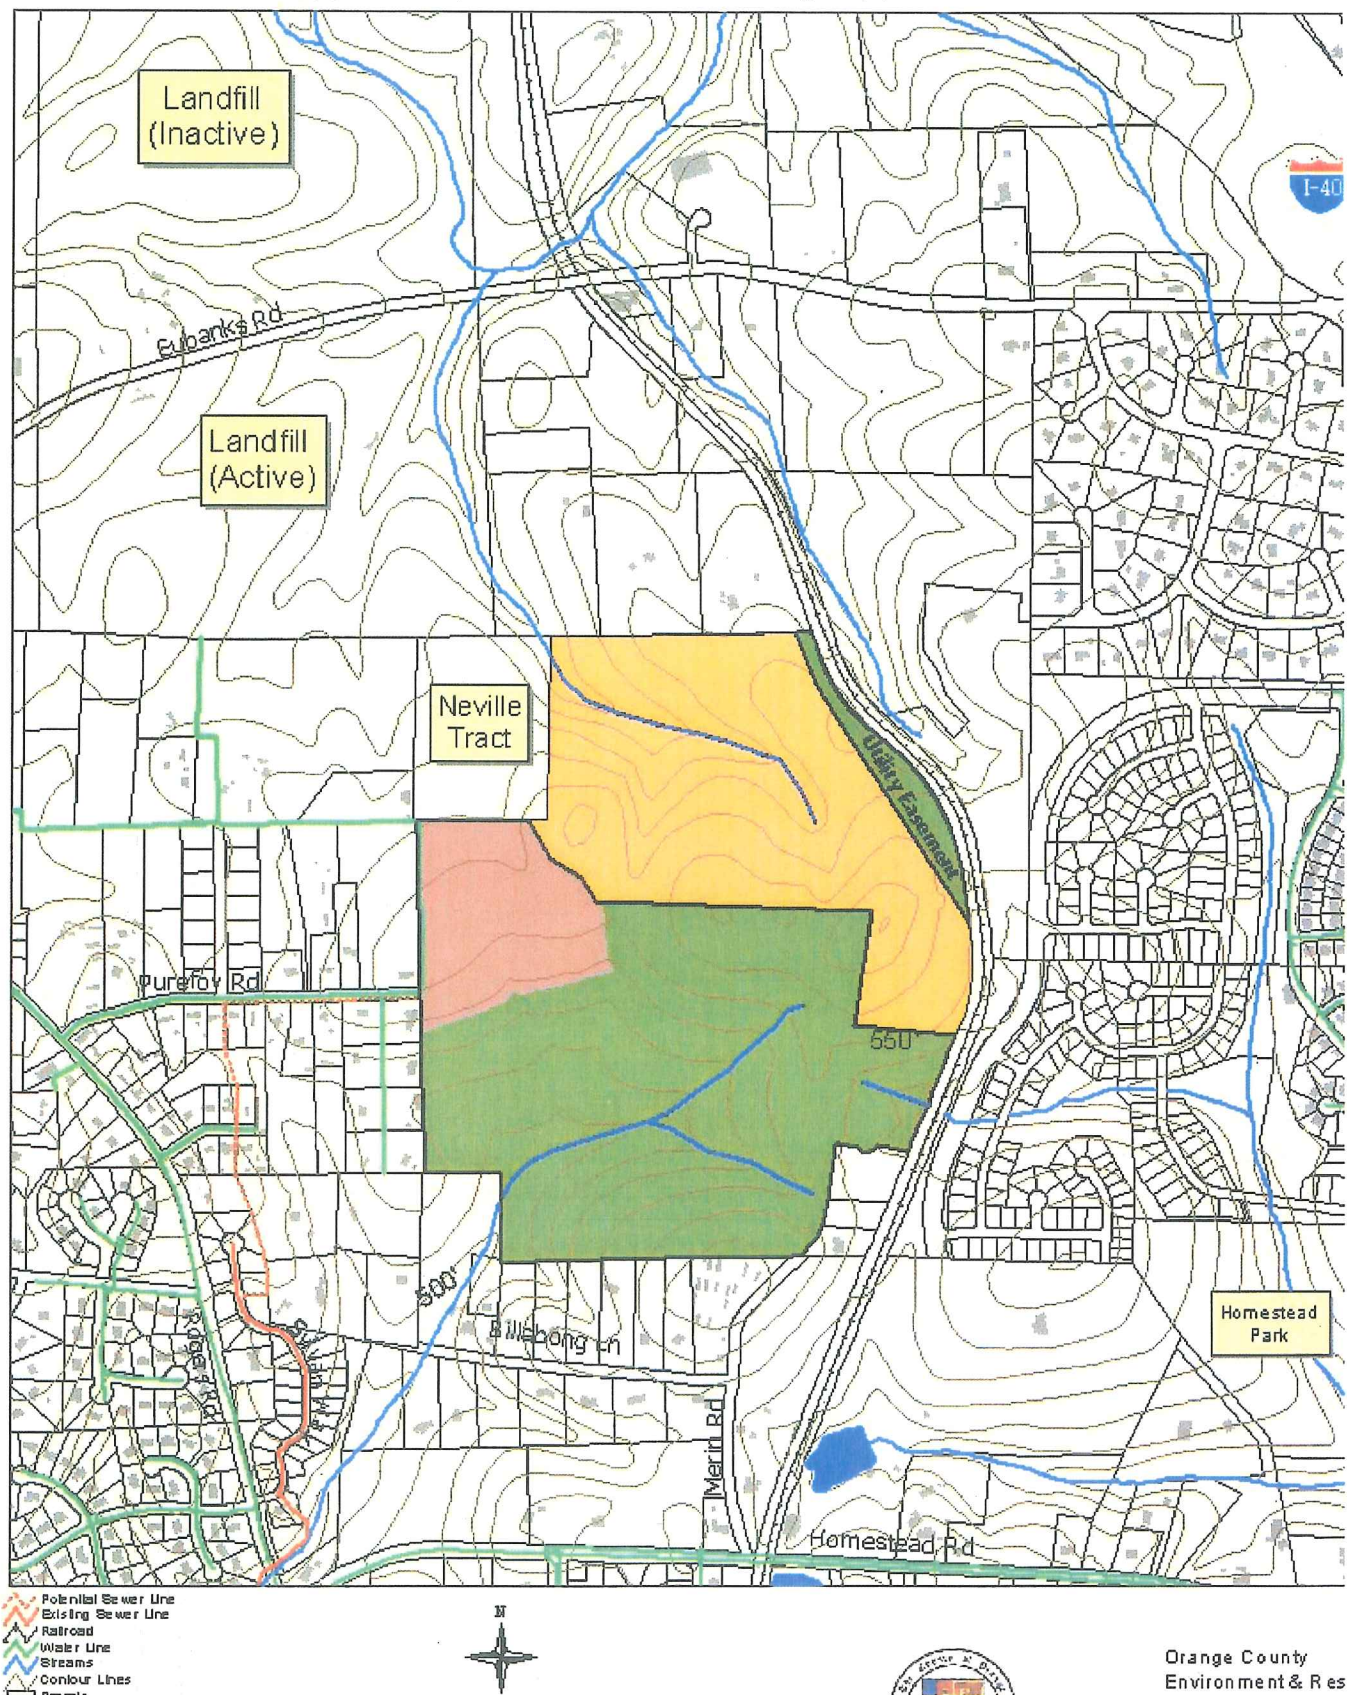 Landfill
(Inactive)
I-40
Eubanks Rd
Landfill
(Active)
Neville
Tract
Utility Easement
Purefoy Rd
550'
500'
Billabong Ln
Homestead
Park
Rogers Rd
Merin Rd
Homestead Rd
Potential Sewer Line
Existing Sewer Line
Railroad
Water Line
Streams
Contour Lines
N
Orange County
Environment & Res